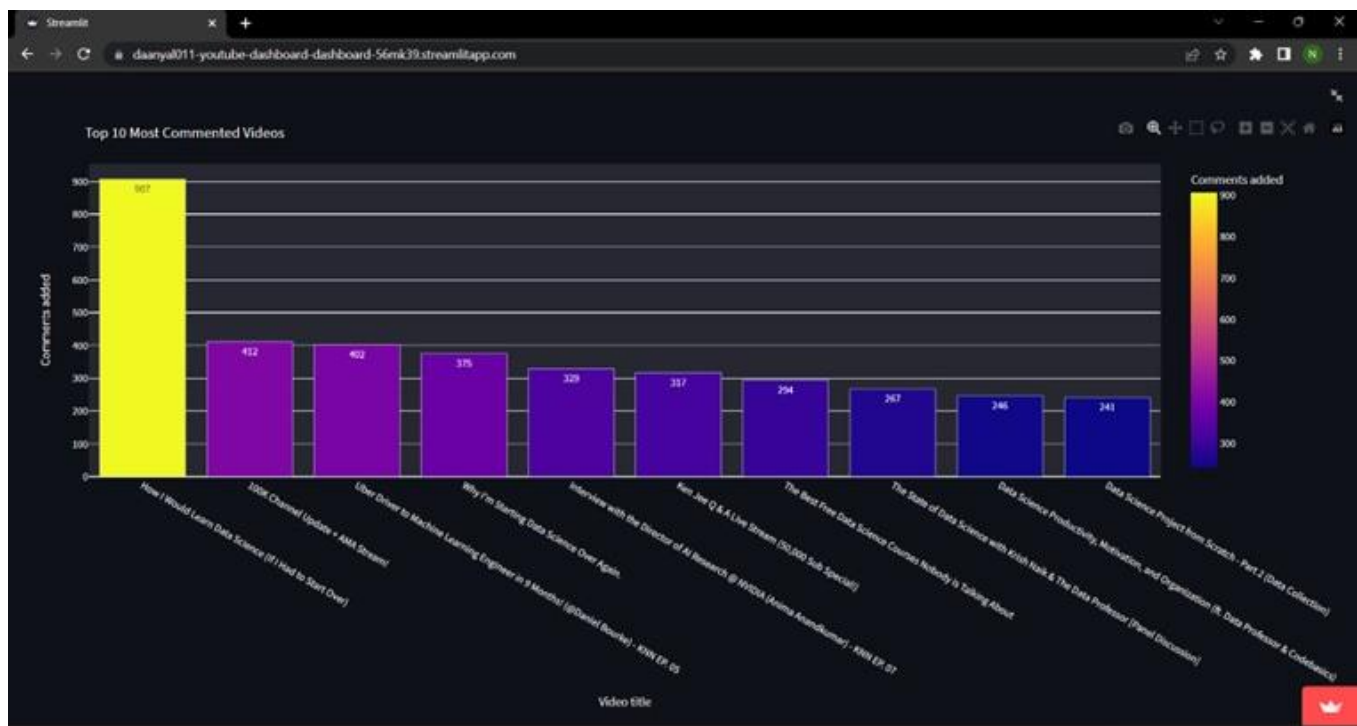 Streamlit
daanyal011-youtube-dashboard-dashboard-56mk39.streamlitapp.com
N
Top 10 Most Commented Videos
Comments added
900
800
700
600
500
400
300
200
100
0
907
412
402
375
329
317
294
267
246
241
How I Would Learn Data Science (If I Had to Start Over)
100K Channel Update + AMA Stream!
Uber Driver to Machine Learning Engineer in 9 Months! (@Daniel Bourke) - KNN EP. 05
Why I'm Starting Data Science Over Again.
Interview with the Director of AI Research @ NVIDIA (Anima Anandkumar) - KNN EP. 07
Ken Jee Q & A Live Stream (50,000 Sub Special!)
The Best Free Data Science Courses Nobody is Talking About
The State of Data Science with Krish Naik & The Data Professor [Panel Discussion]
Data Science Productivity, Motivation, and Organization (ft. Data Professor & Codebasics)
Data Science Project from Scratch - Part 2 (Data Collection)
Video title
Comments added
900
800
700
600
500
400
300